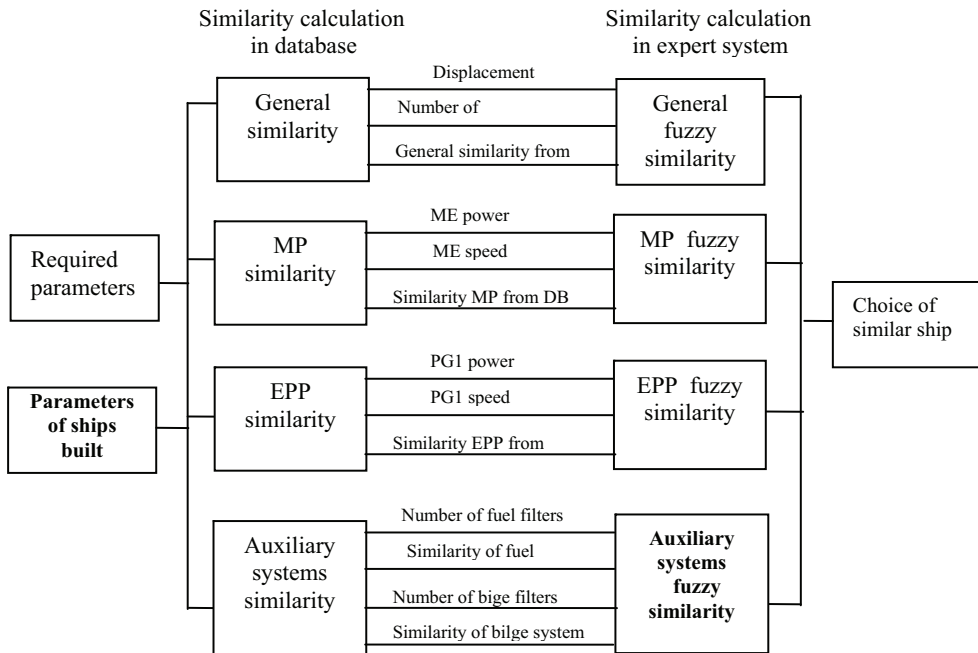 Similarity calculation
in database
Similarity calculation
in expert system
General
similarity
Displacement
Number of
General similarity from
General
fuzzy
similarity
Required
parameters
MP
similarity
ME power
ME speed
Similarity MP from DB
MP fuzzy
similarity
Choice of
similar ship
Parameters
of ships
built
EPP
similarity
PG1 power
PG1 speed
Similarity EPP from
EPP fuzzy
similarity
Auxiliary
systems
similarity
Number of fuel filters
Similarity of fuel
Number of bige filters
Similarity of bilge system
Auxiliary
systems
fuzzy
similarity